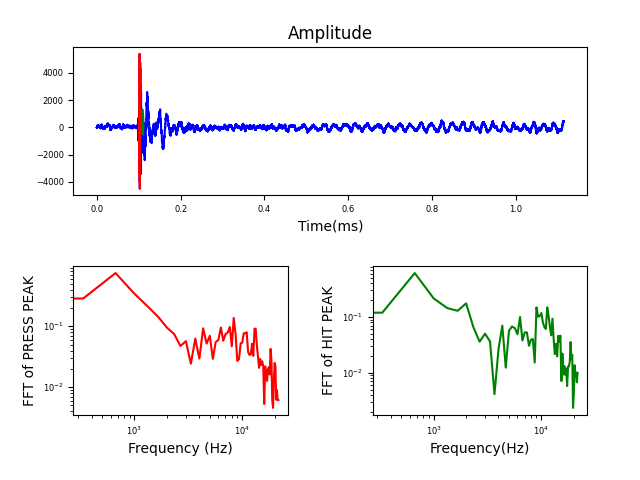 Amplitude
4000
2000
0
−2000
−4000
0.0 0.2 0.4 0.6 0.8 1.0
Time(ms)
FFT of PRESS PEAK
10⁻¹
10⁻²
10³ 10⁴
Frequency (Hz)
FFT of HIT PEAK
10⁻¹
10⁻²
10³ 10⁴
Frequency(Hz)